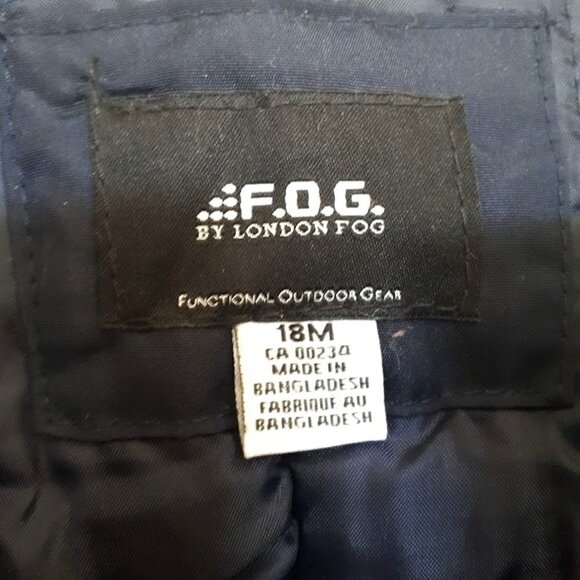 F.O.G.
BY LONDON FOG
FUNCTIONAL OUTDOOR GEAR
18M
CA 00234
MADE IN
BANGLADESH
FABRIQUE AU
BANGLADESH